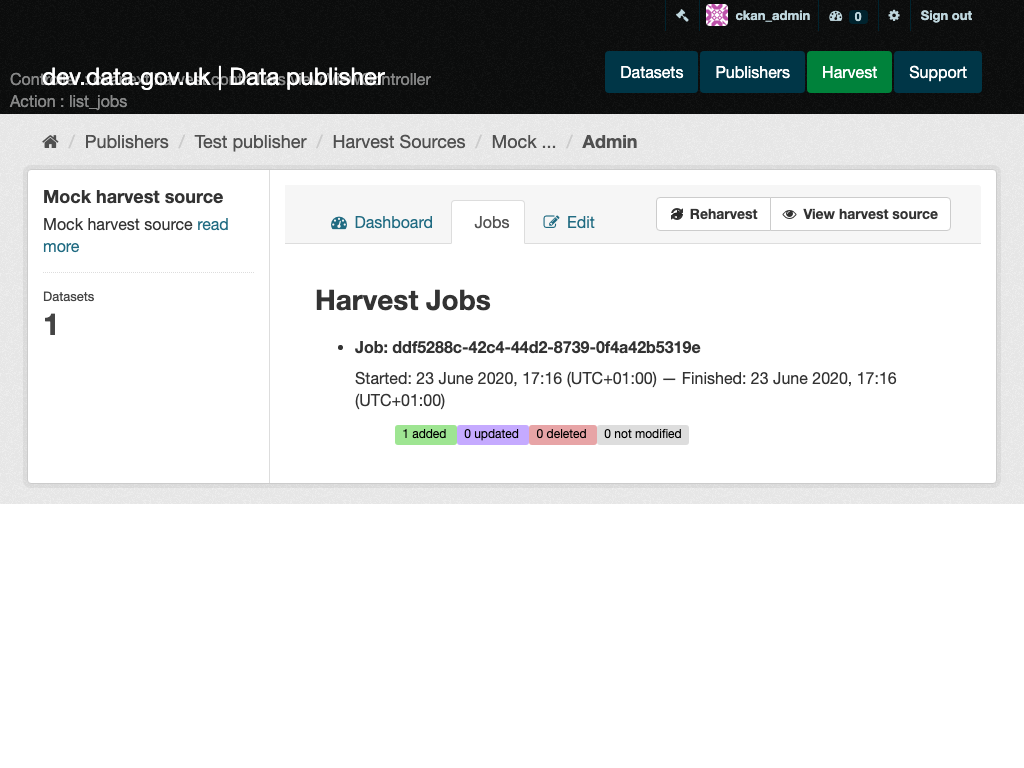 ckan_admin 0 Sign out
dev.data.gov.uk | Data publisher
Action : list_jobs
Datasets Publishers Harvest Support
/ Publishers / Test publisher / Harvest Sources / Mock ... / Admin
Mock harvest source
Mock harvest source read
more
Datasets
1
Dashboard Jobs Edit Reharvest View harvest source
Harvest Jobs
• Job: ddf5288c-42c4-44d2-8739-0f4a42b5319e
Started: 23 June 2020, 17:16 (UTC+01:00) — Finished: 23 June 2020, 17:16
(UTC+01:00)
1 added 0 updated 0 deleted 0 not modified